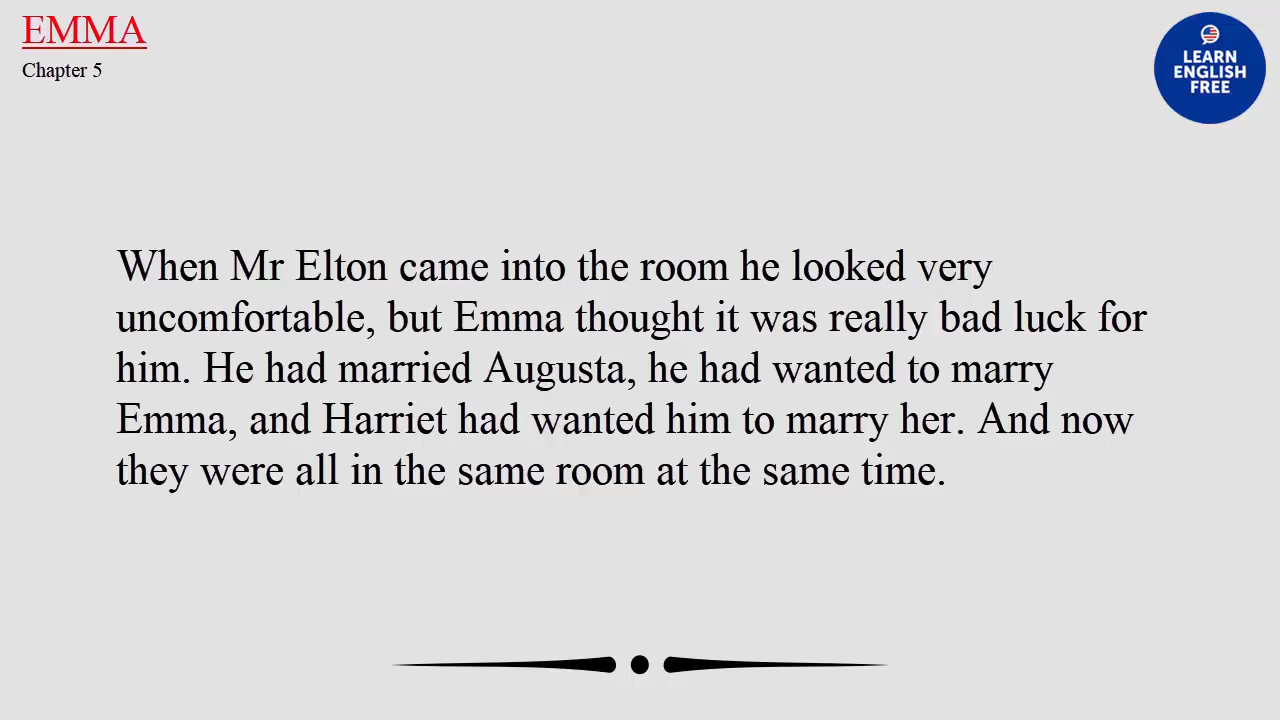 EMMA
Chapter 5
LEARN
ENGLISH
FREE
When Mr Elton came into the room he looked very
uncomfortable, but Emma thought it was really bad luck for
him. He had married Augusta, he had wanted to marry
Emma, and Harriet had wanted him to marry her. And now
they were all in the same room at the same time.